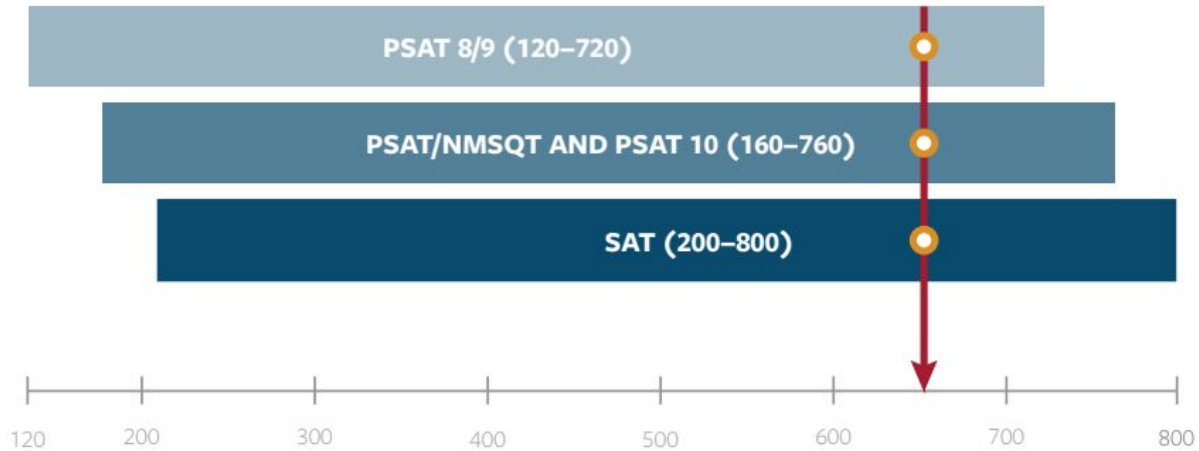 PSAT 8/9 (120–720)
PSAT/NMSQT AND PSAT 10 (160–760)
SAT (200–800)
120 200 300 400 500 600 700 800